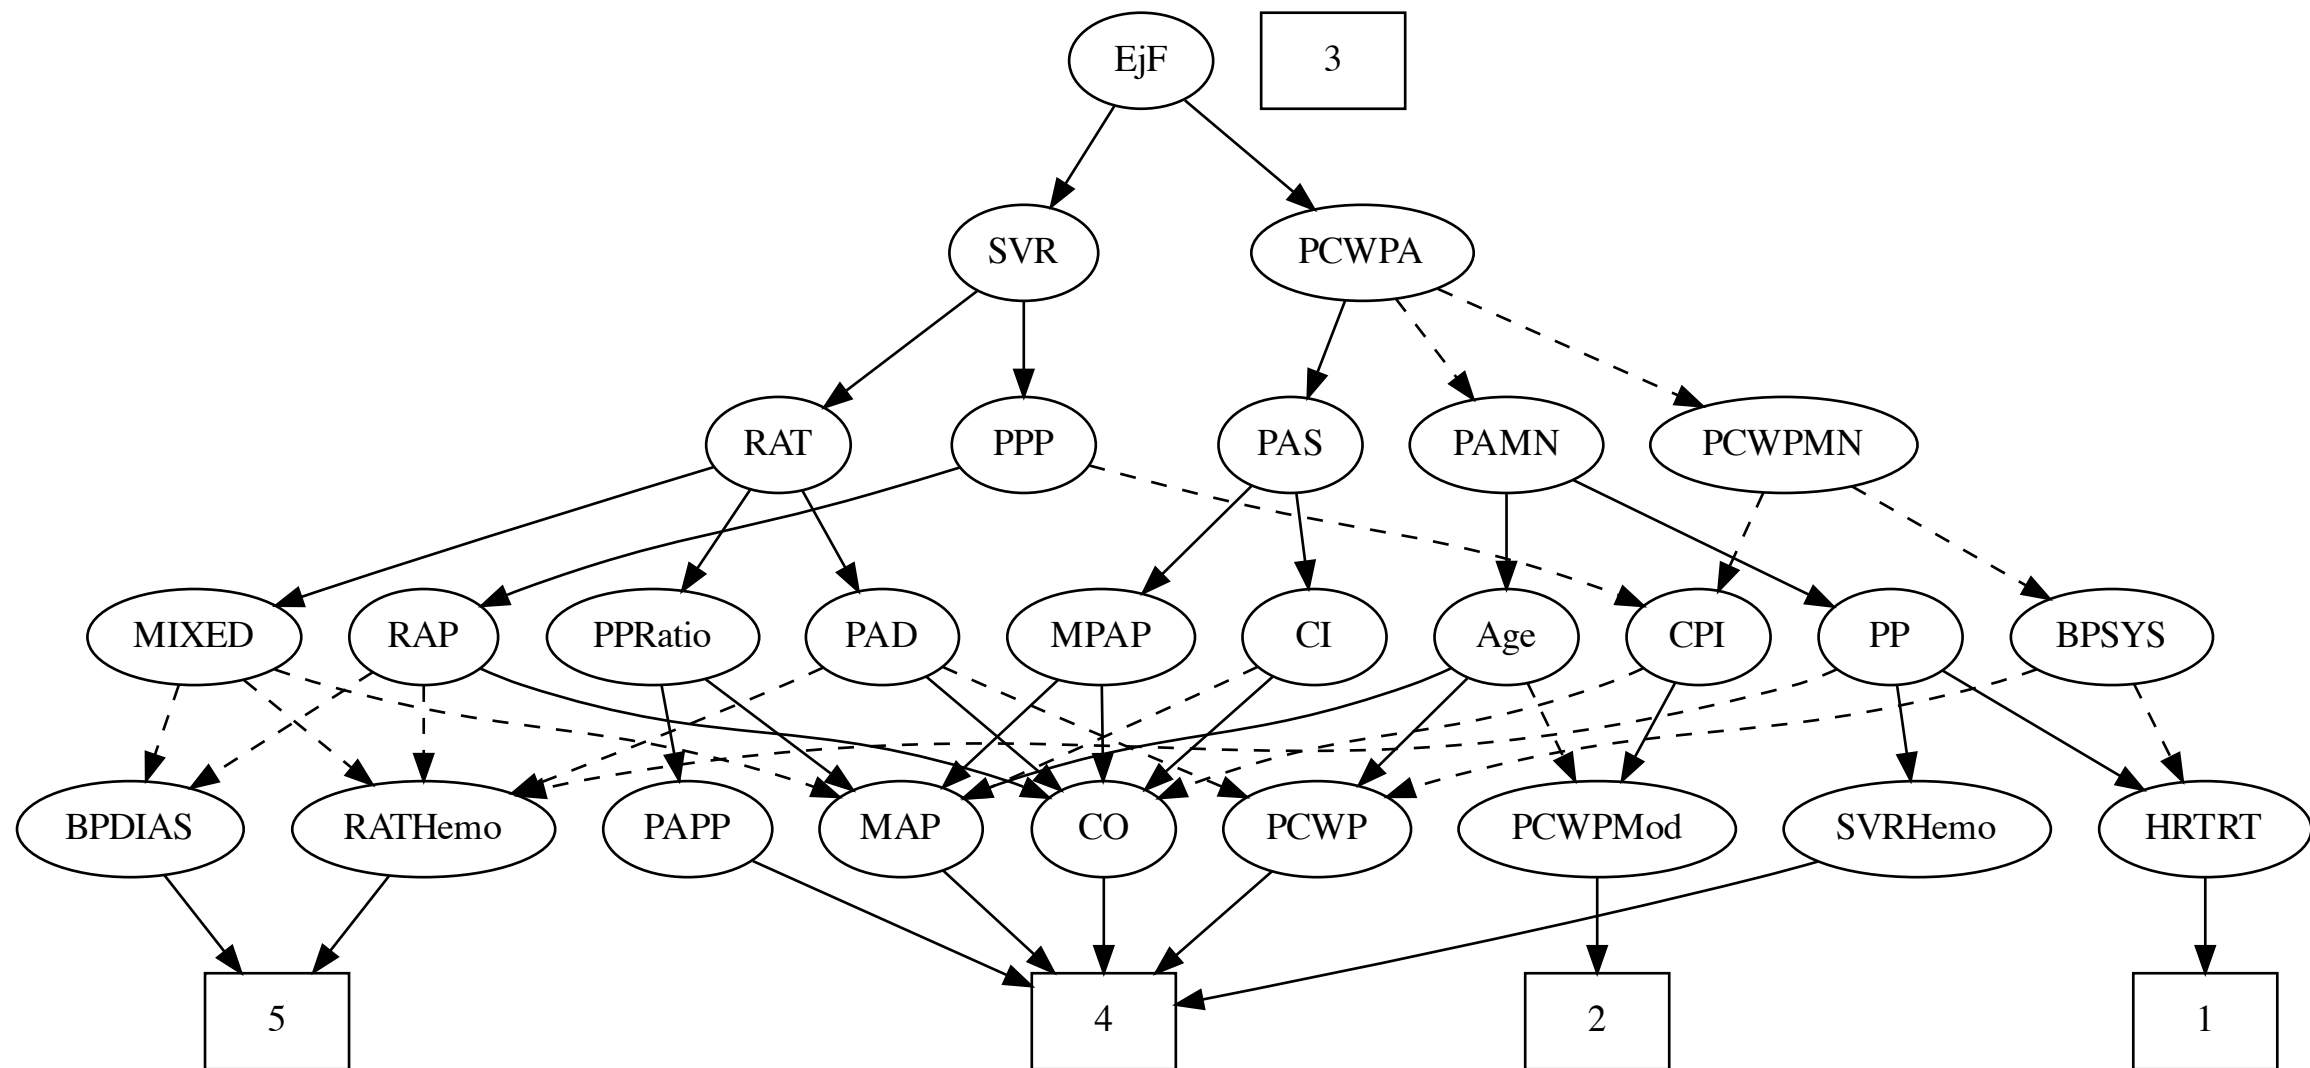 EjF 3
SVR PCWPA
RAT PPP PAS PAMN PCWPMN
MIXED RAP PPRatio PAD MPAP CI Age CPI PP BPSYS
BPDIAS RATHemo PAPP MAP CO PCWP PCWPMod SVRHemo HRTRT
5 4 2 1